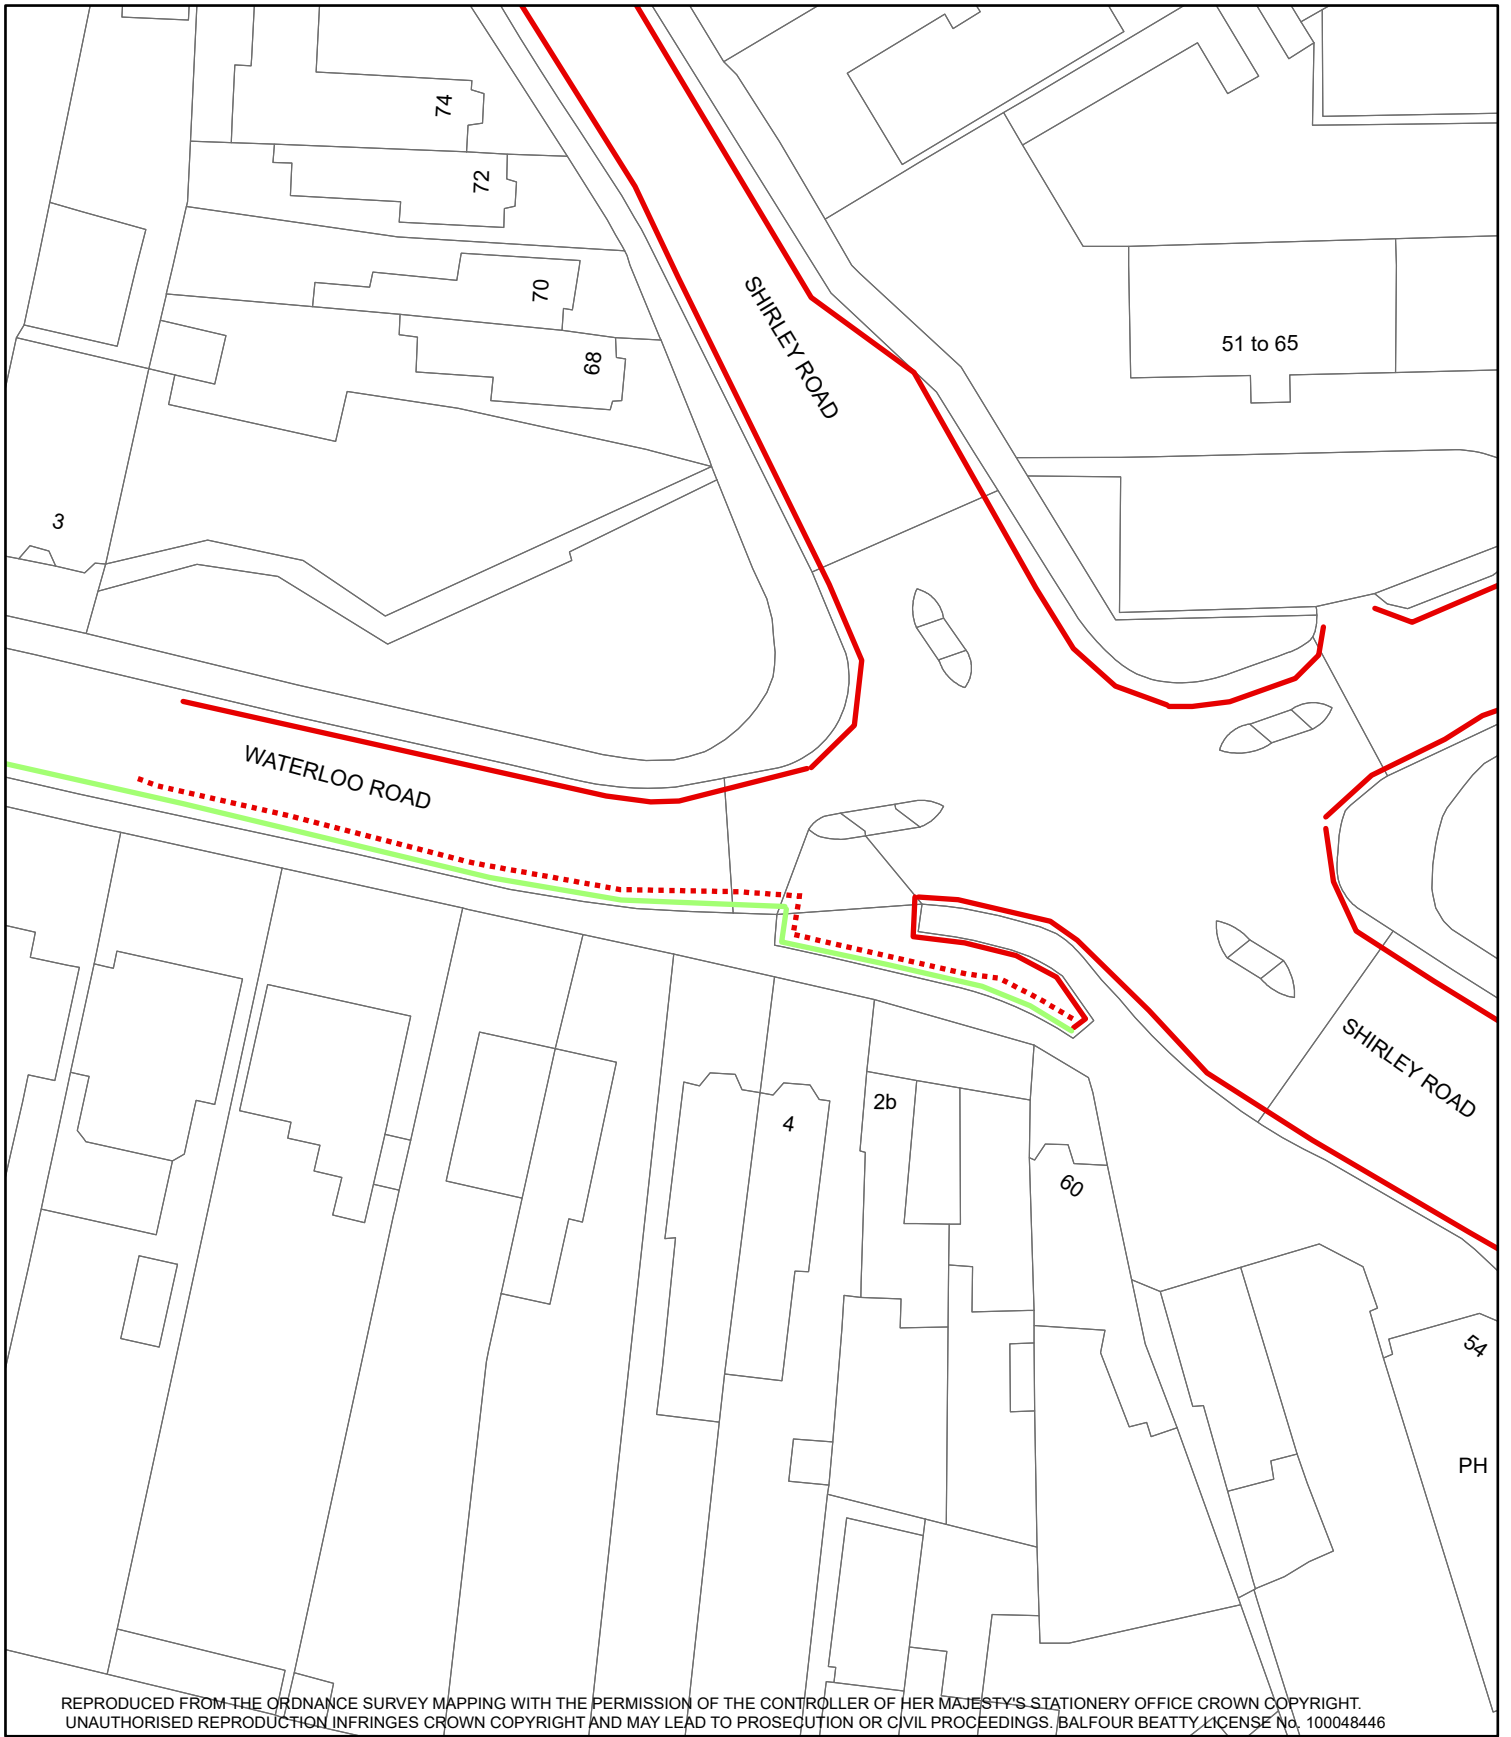 74
72
70
68
SHIRLEY ROAD
51 to 65
3
WATERLOO ROAD
SHIRLEY ROAD
2b
4
60
54
PH
REPRODUCED FROM THE ORDNANCE SURVEY MAPPING WITH THE PERMISSION OF THE CONTROLLER OF HER MAJESTY'S STATIONERY OFFICE CROWN COPYRIGHT.
UNAUTHORISED REPRODUCTION INFRINGES CROWN COPYRIGHT AND MAY LEAD TO PROSECUTION OR CIVIL PROCEEDINGS. BALFOUR BEATTY LICENSE No. 100048446